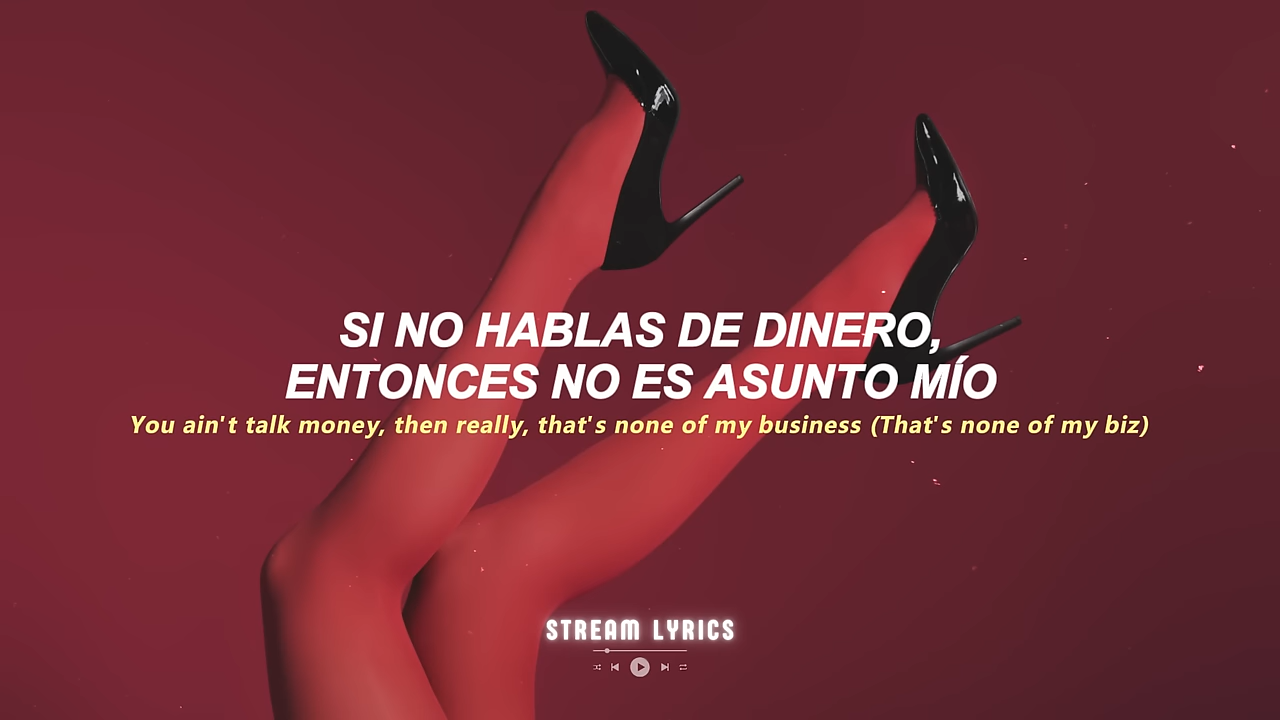 SI NO HABLAS DE DINERO,
ENTONCES NO ES ASUNTO MÍO
You ain't talk money, then really, that's none of my business (That's none of my biz)
STREAM LYRICS